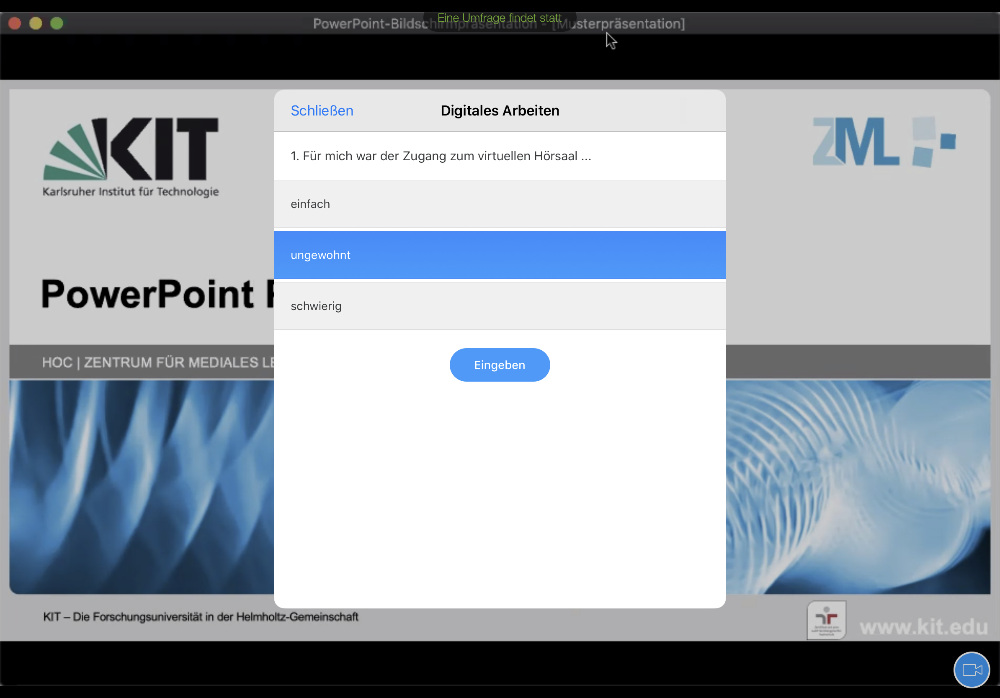 Eine Umfrage findet statt
PowerPoint-Bildschirmpräsentation - [Musterpräsentation]
Schließen
Digitales Arbeiten
KIT
Karlsruher Institut für Technologie
ZML
1. Für mich war der Zugang zum virtuellen Hörsaal ...
einfach
ungewohnt
schwierig
PowerPoint
HOC | ZENTRUM FÜR MEDIALES LE
Eingeben
KIT – Die Forschungsuniversität in der Helmholtz-Gemeinschaft
www.kit.edu